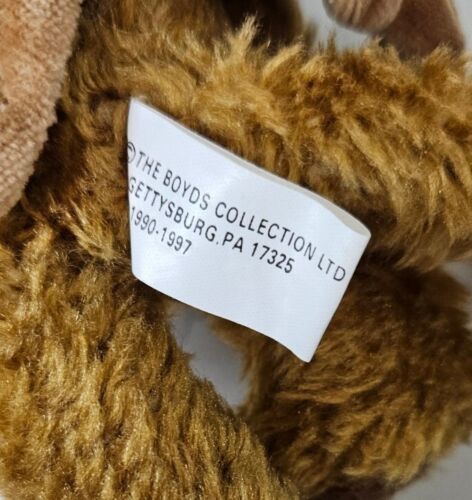 ©THE BOYDS COLLECTION LTD
GETTYSBURG, PA 17325
1990-1997